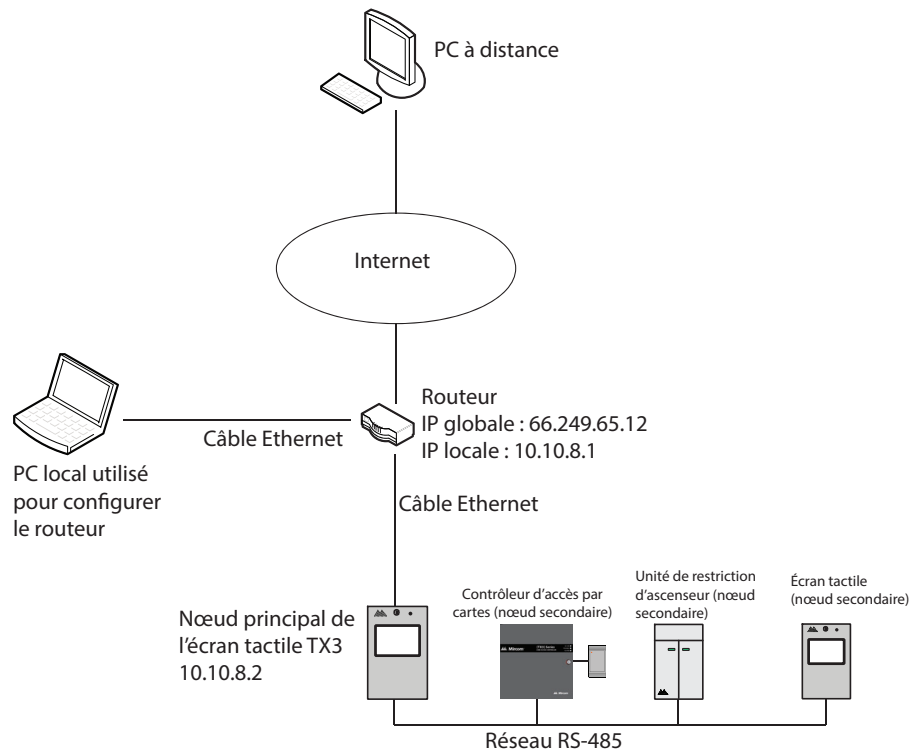 PC à distance
Internet
Routeur
IP globale : 66.249.65.12
IP locale : 10.10.8.1
Câble Ethernet
PC local utilisé
pour configurer
le routeur
Câble Ethernet
Nœud principal de
l'écran tactile TX3
10.10.8.2
Contrôleur d'accès par
cartes (nœud secondaire)
Unité de restriction
d'ascenseur (nœud
secondaire)
Écran tactile
(nœud secondaire)
Mircom
Réseau RS-485